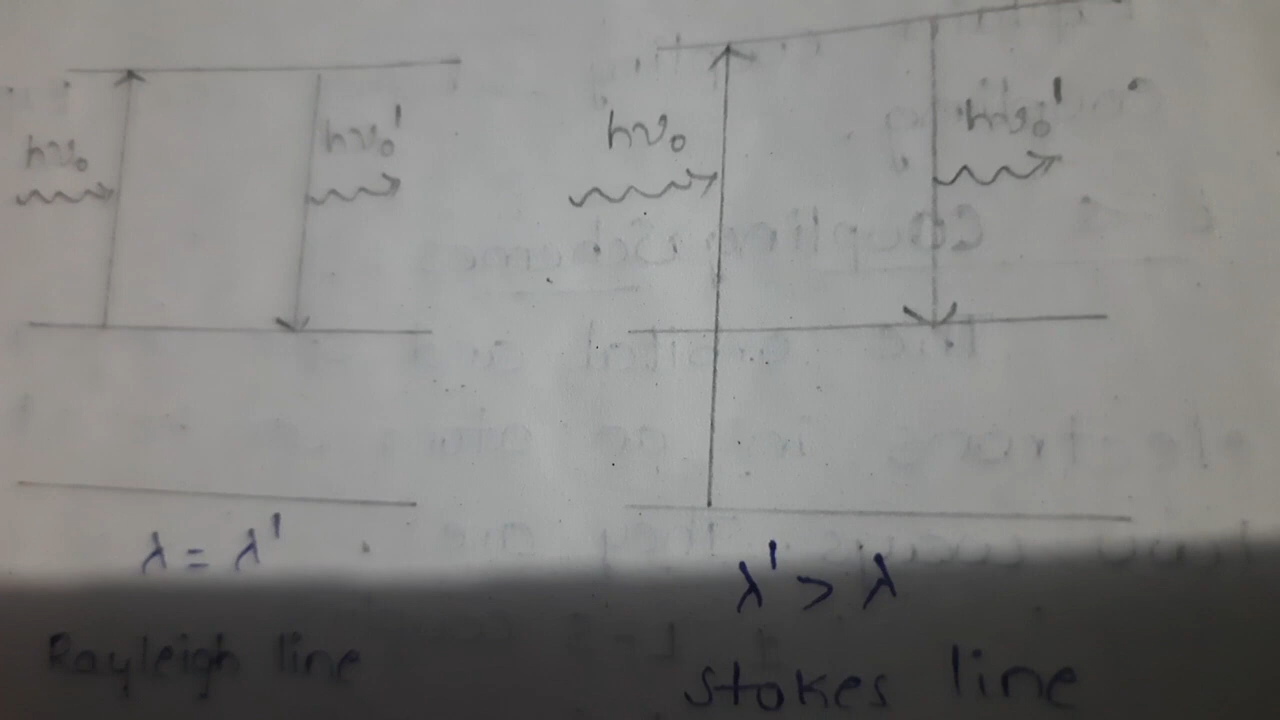 hν₀
hν₀'
hν₀
hν₀'
λ = λ'
λ' > λ
Rayleigh line
Stokes line